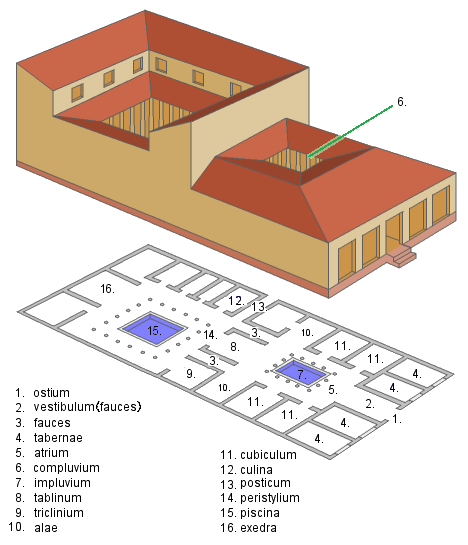 6.
16.
12.
13.
15.
14.
3.
10.
8.
11.
3.
11.
9.
7.
5.
4.
10.
4.
11.
2.
11.
1.
4.
4.
1. ostium
2. vestibulum(fauces)
3. fauces
4. tabernae
5. atrium
6. compluvium
7. impluvium
8. tablinum
9. triclinium
10. alae
11. cubiculum
12. culina
13. posticum
14. peristylium
15. piscina
16. exedra